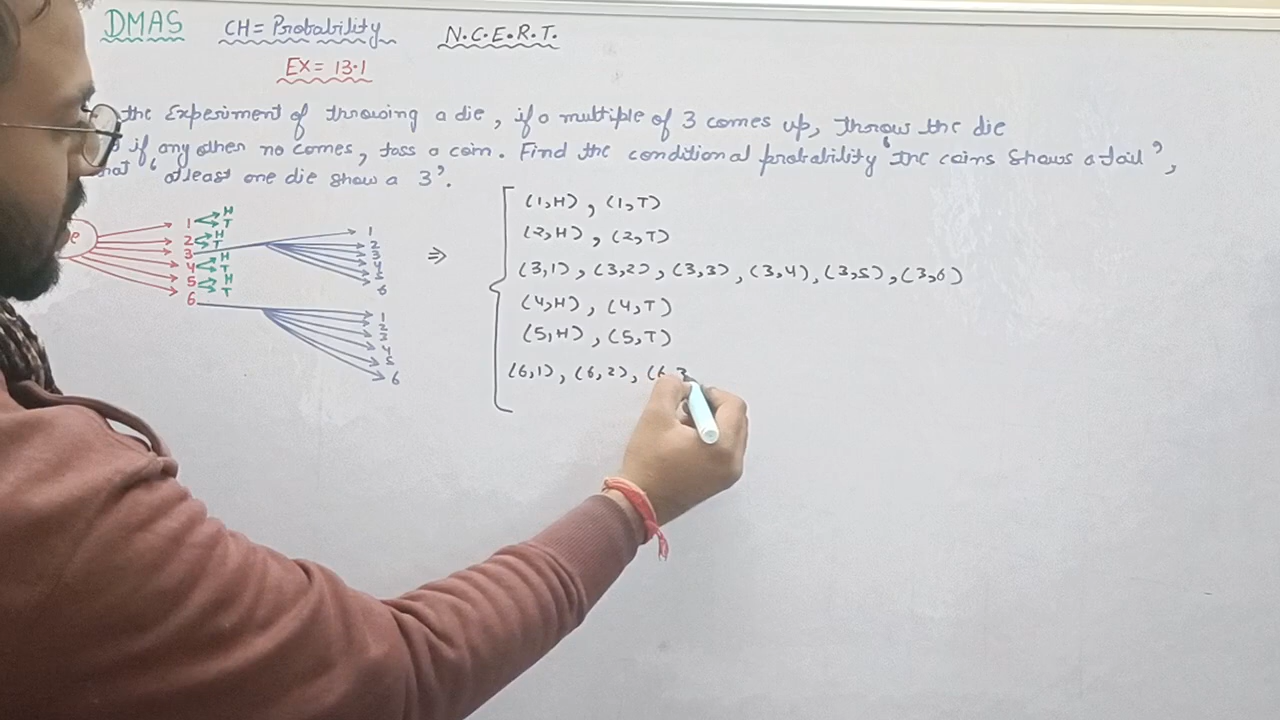 DMAS CH = Probability N.C.E.R.T.
EX = 13.1
the Experiment of throwing a die, if a multiple of 3 comes up, throw the die
if any other no comes, toss a coin. Find the conditional probability "the coins shows a tail",
"atleast one die show a 3".
1 H T
2 H T
3 1 2 3 4 5 6
4 H T
5 H T
6 1 2 3 4 5 6
⇒
(1,H), (1,T)
(2,H), (2,T)
(3,1), (3,2), (3,3), (3,4), (3,5), (3,6)
(4,H), (4,T)
(5,H), (5,T)
(6,1), (6,2), (6,3